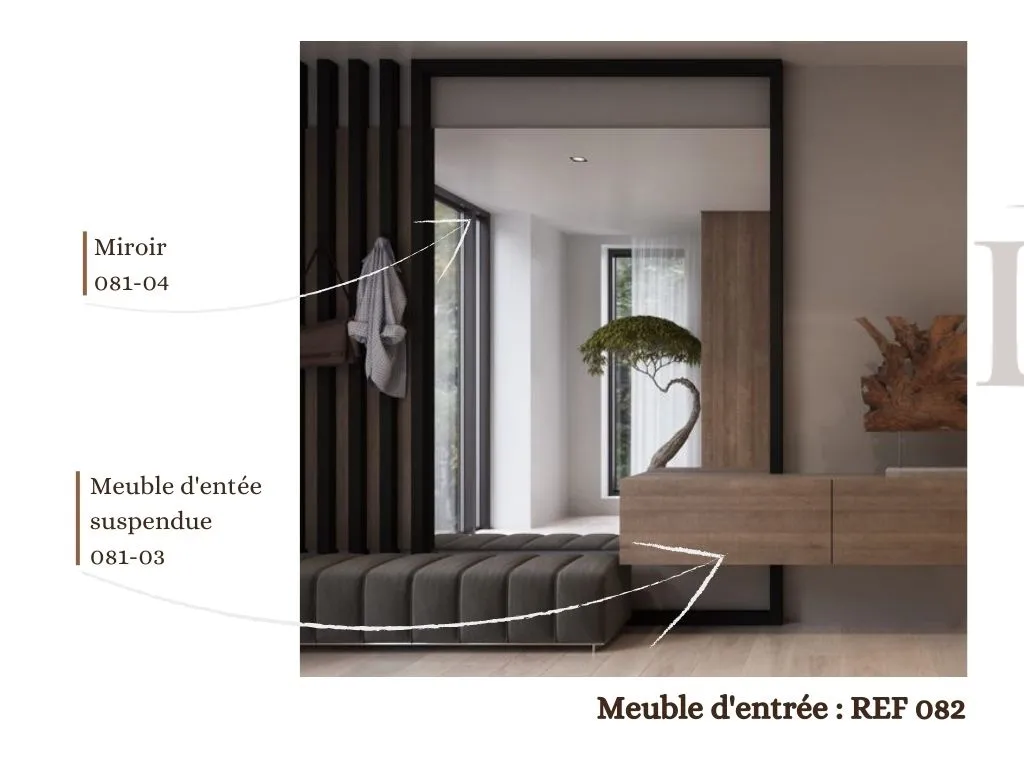 Miroir
081-04
Meuble d'entée
suspendue
081-03
Meuble d'entrée : REF 082